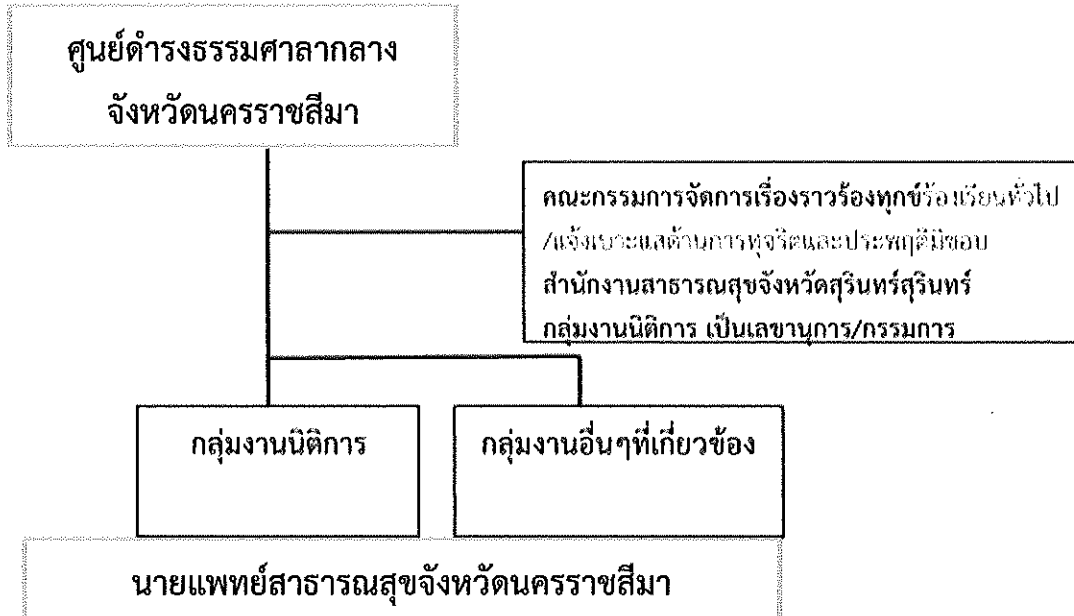 ศูนย์ดำรงธรรมศาลากลาง
จังหวัดนครราชสีมา
คณะกรรมการจัดการเรื่องราวร้องทุกข์ร้องเรียนทั่วไป
/แจ้งเบาะแสด้านการทุจริตและประพฤติมิชอบ
สำนักงานสาธารณสุขจังหวัดสุรินทร์สุรินทร์
กลุ่มงานนิติการ เป็นเลขานุการ/กรรมการ
กลุ่มงานนิติการ
กลุ่มงานอื่นๆที่เกี่ยวข้อง
นายแพทย์สาธารณสุขจังหวัดนครราชสีมา